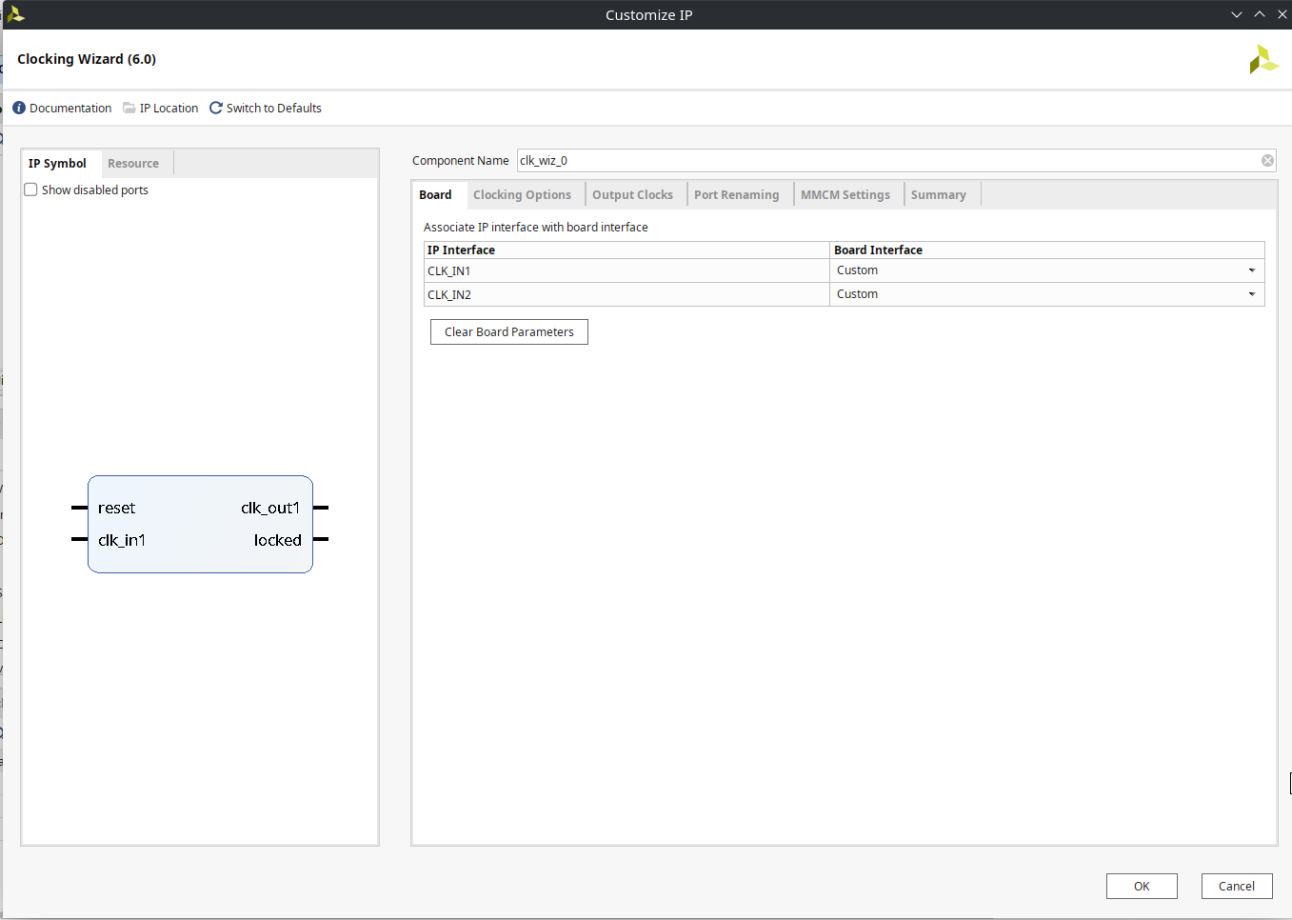 Customize IP
Clocking Wizard (6.0)
Documentation IP Location Switch to Defaults
IP Symbol Resource
Show disabled ports
reset clk_out1
clk_in1 locked
Component Name clk_wiz_0
Board Clocking Options Output Clocks Port Renaming MMCM Settings Summary
Associate IP interface with board interface
IP Interface Board Interface
CLK_IN1 Custom
CLK_IN2 Custom
Clear Board Parameters
OK Cancel